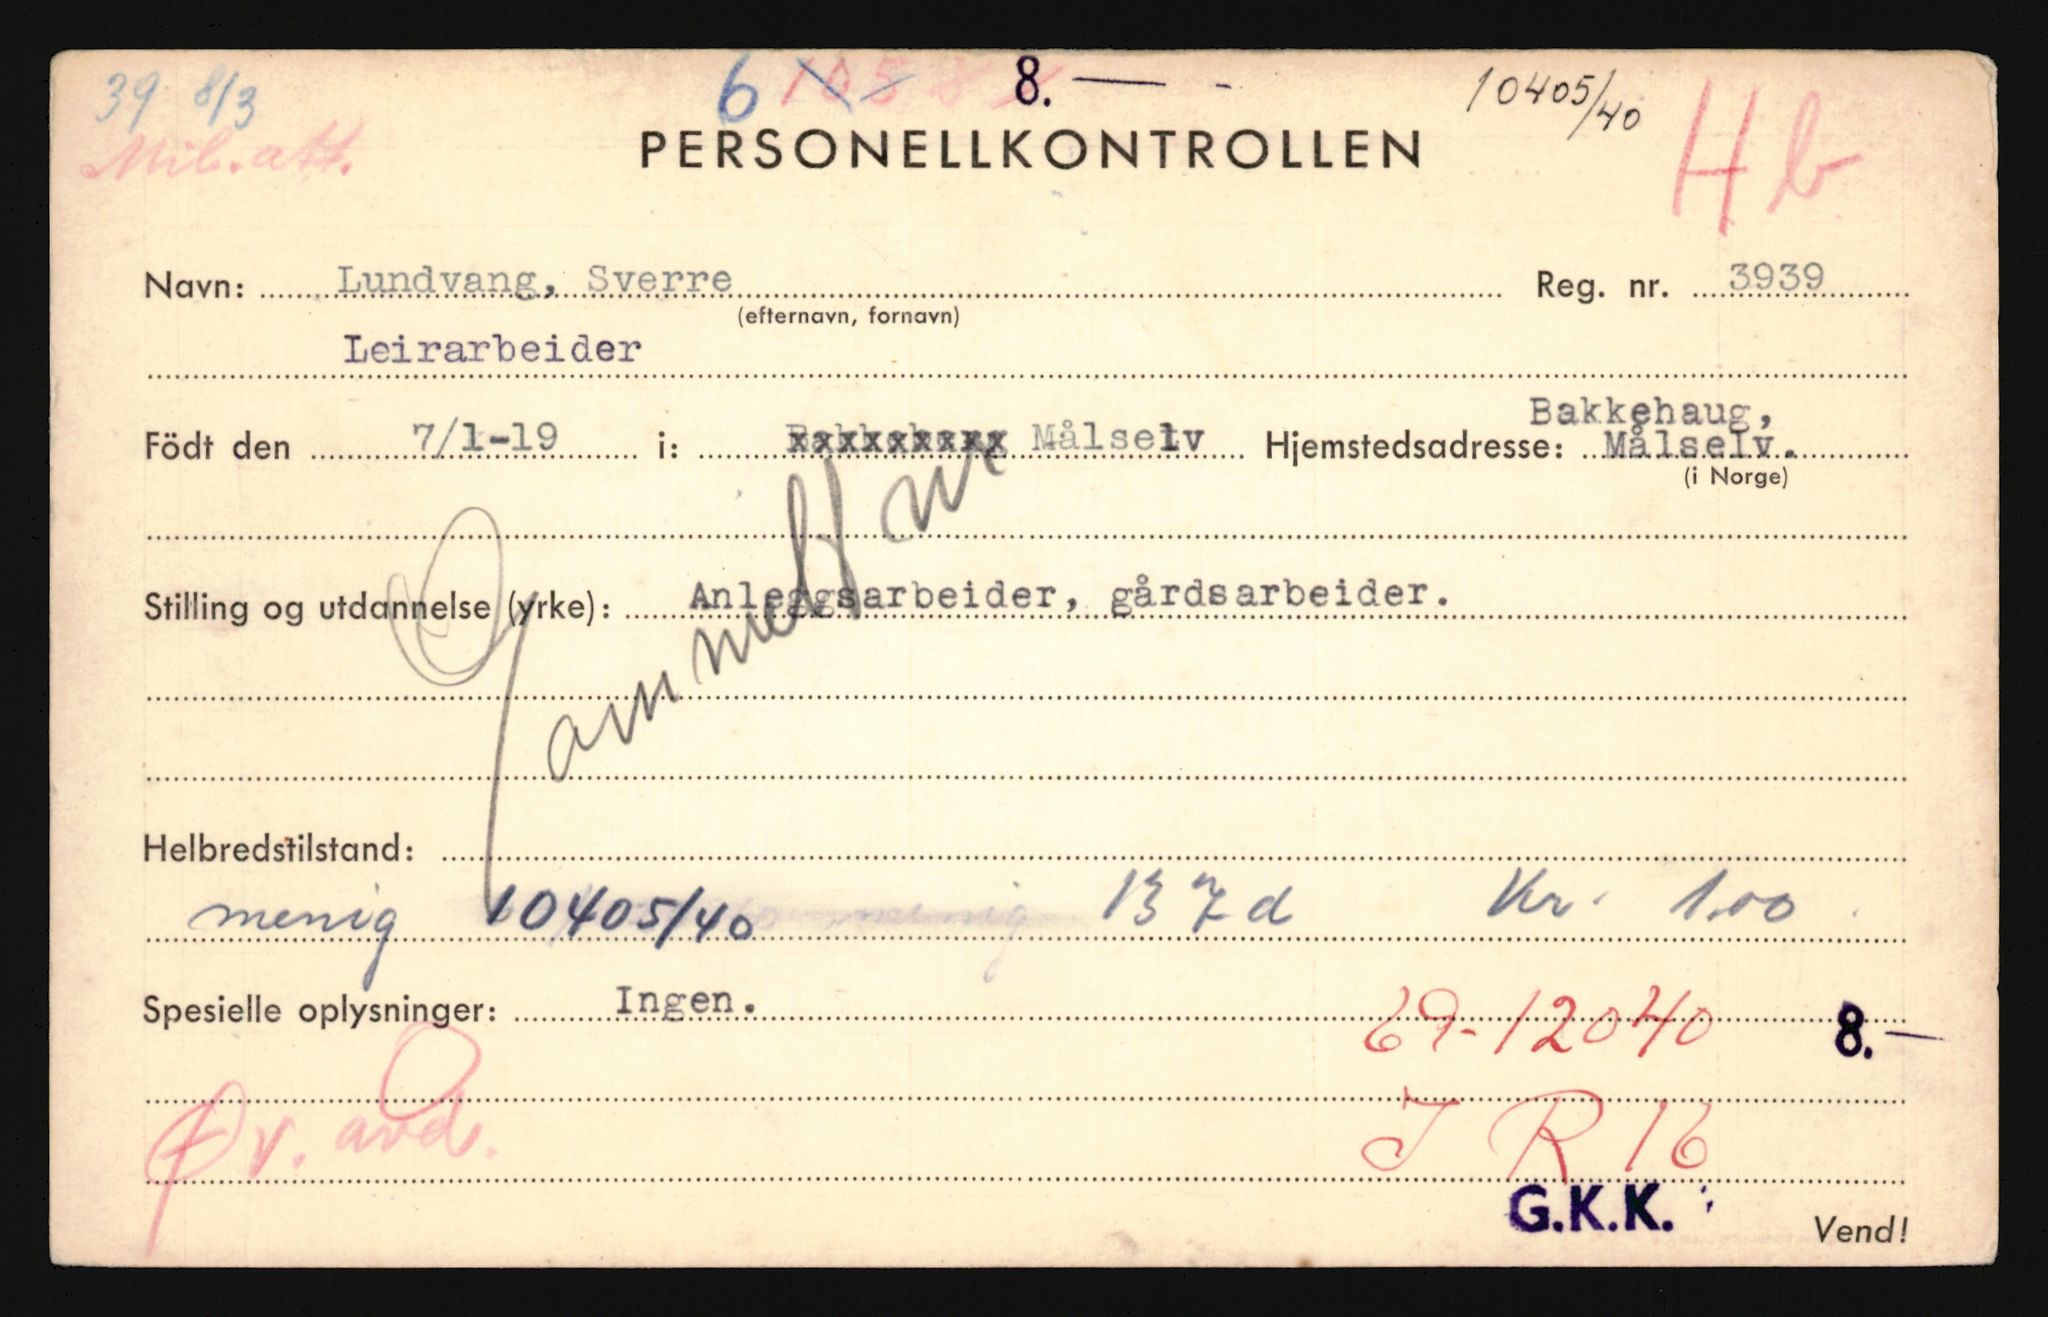 39 8/3 6 8.— 10405/40
Mil. att. Hb
PERSONELLKONTROLLEN
Navn: Lundvang, Sverre Reg. nr. 3939
(efternavn, fornavn)
Leirarbeider
Bakkehaug,
Födt den 7/1-19 i: Målselv Hjemstedsadresse: Målselv.
(i Norge)
Stilling og utdannelse (yrke): Anleggsarbeider, gårdsarbeider.
Helbredstilstand:
menig 10405/40 137d Kr. 1.00
Spesielle oplysninger: Ingen.
69-12040 8.—
Øv. avd. I R 16
G.K.K.
Vend!